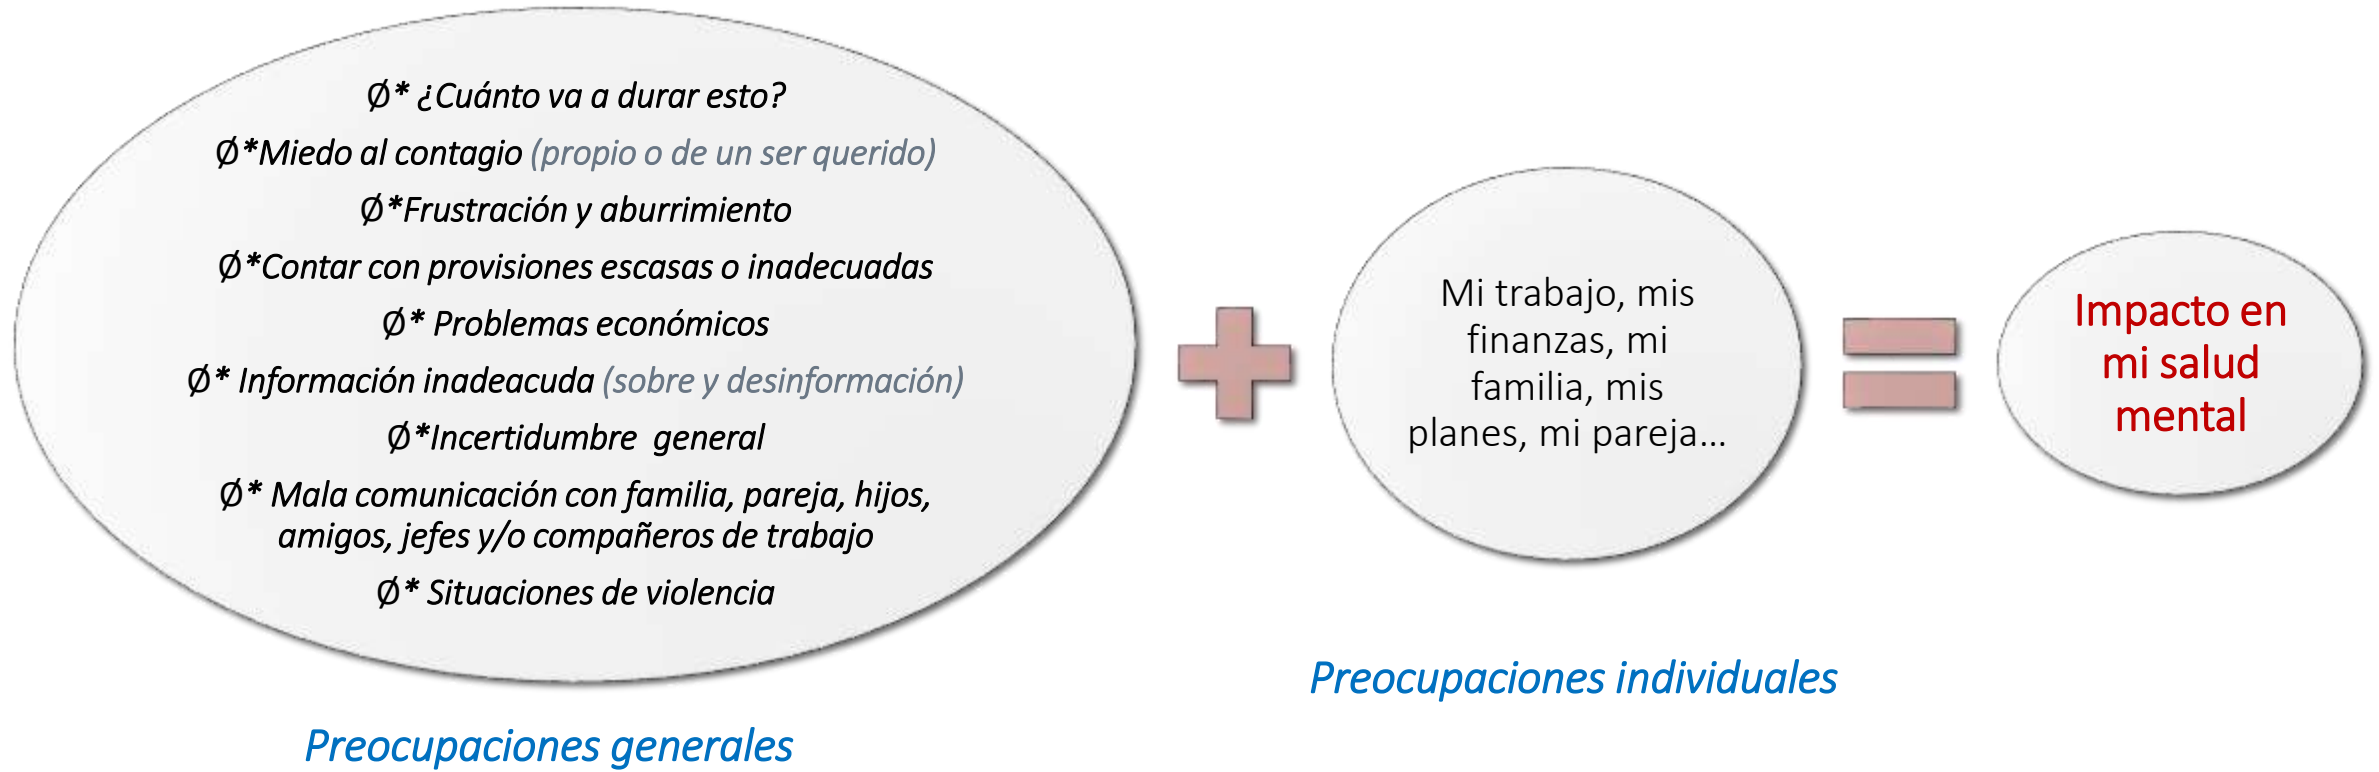 Ø* ¿Cuánto va a durar esto?
Ø*Miedo al contagio (propio o de un ser querido)
Ø*Frustración y aburrimiento
Ø*Contar con provisiones escasas o inadecuadas
Ø* Problemas económicos
Ø* Información inadeacuda (sobre y desinformación)
Ø*Incertidumbre general
Ø* Mala comunicación con familia, pareja, hijos,
amigos, jefes y/o compañeros de trabajo
Ø* Situaciones de violencia
Preocupaciones generales
Mi trabajo, mis
finanzas, mi
familia, mis
planes, mi pareja...
Preocupaciones individuales
Impacto en
mi salud
mental